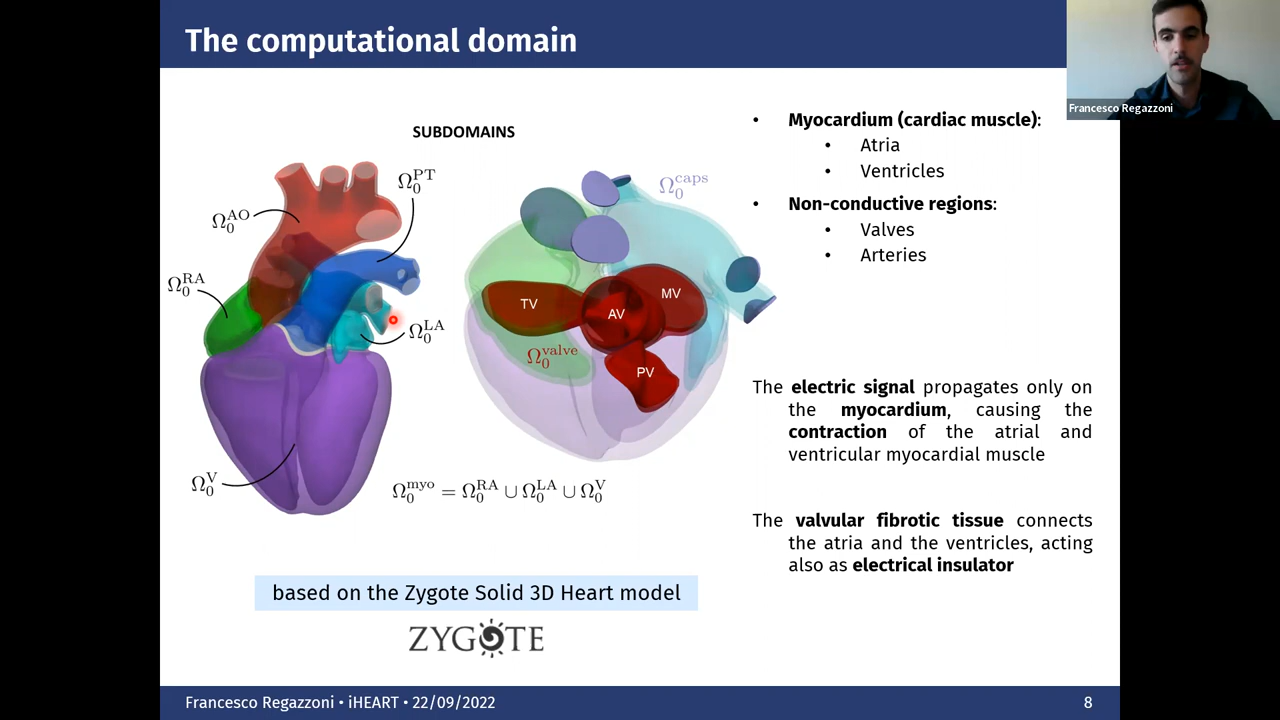 The computational domain
Francesco Regazzoni
SUBDOMAINS
Ω₀^PT
Ω₀^AO
Ω₀^RA
Ω₀^LA
Ω₀^V
Ω₀^caps
TV
AV
MV
PV
Ω₀^valve
Ω₀^myo = Ω₀^RA ∪ Ω₀^LA ∪ Ω₀^V
based on the Zygote Solid 3D Heart model
ZYGOTE
• Myocardium (cardiac muscle):
• Atria
• Ventricles
• Non-conductive regions:
• Valves
• Arteries
The electric signal propagates only on
the myocardium, causing the
contraction of the atrial and
ventricular myocardial muscle
The valvular fibrotic tissue connects
the atria and the ventricles, acting
also as electrical insulator
Francesco Regazzoni • iHEART • 22/09/2022
8